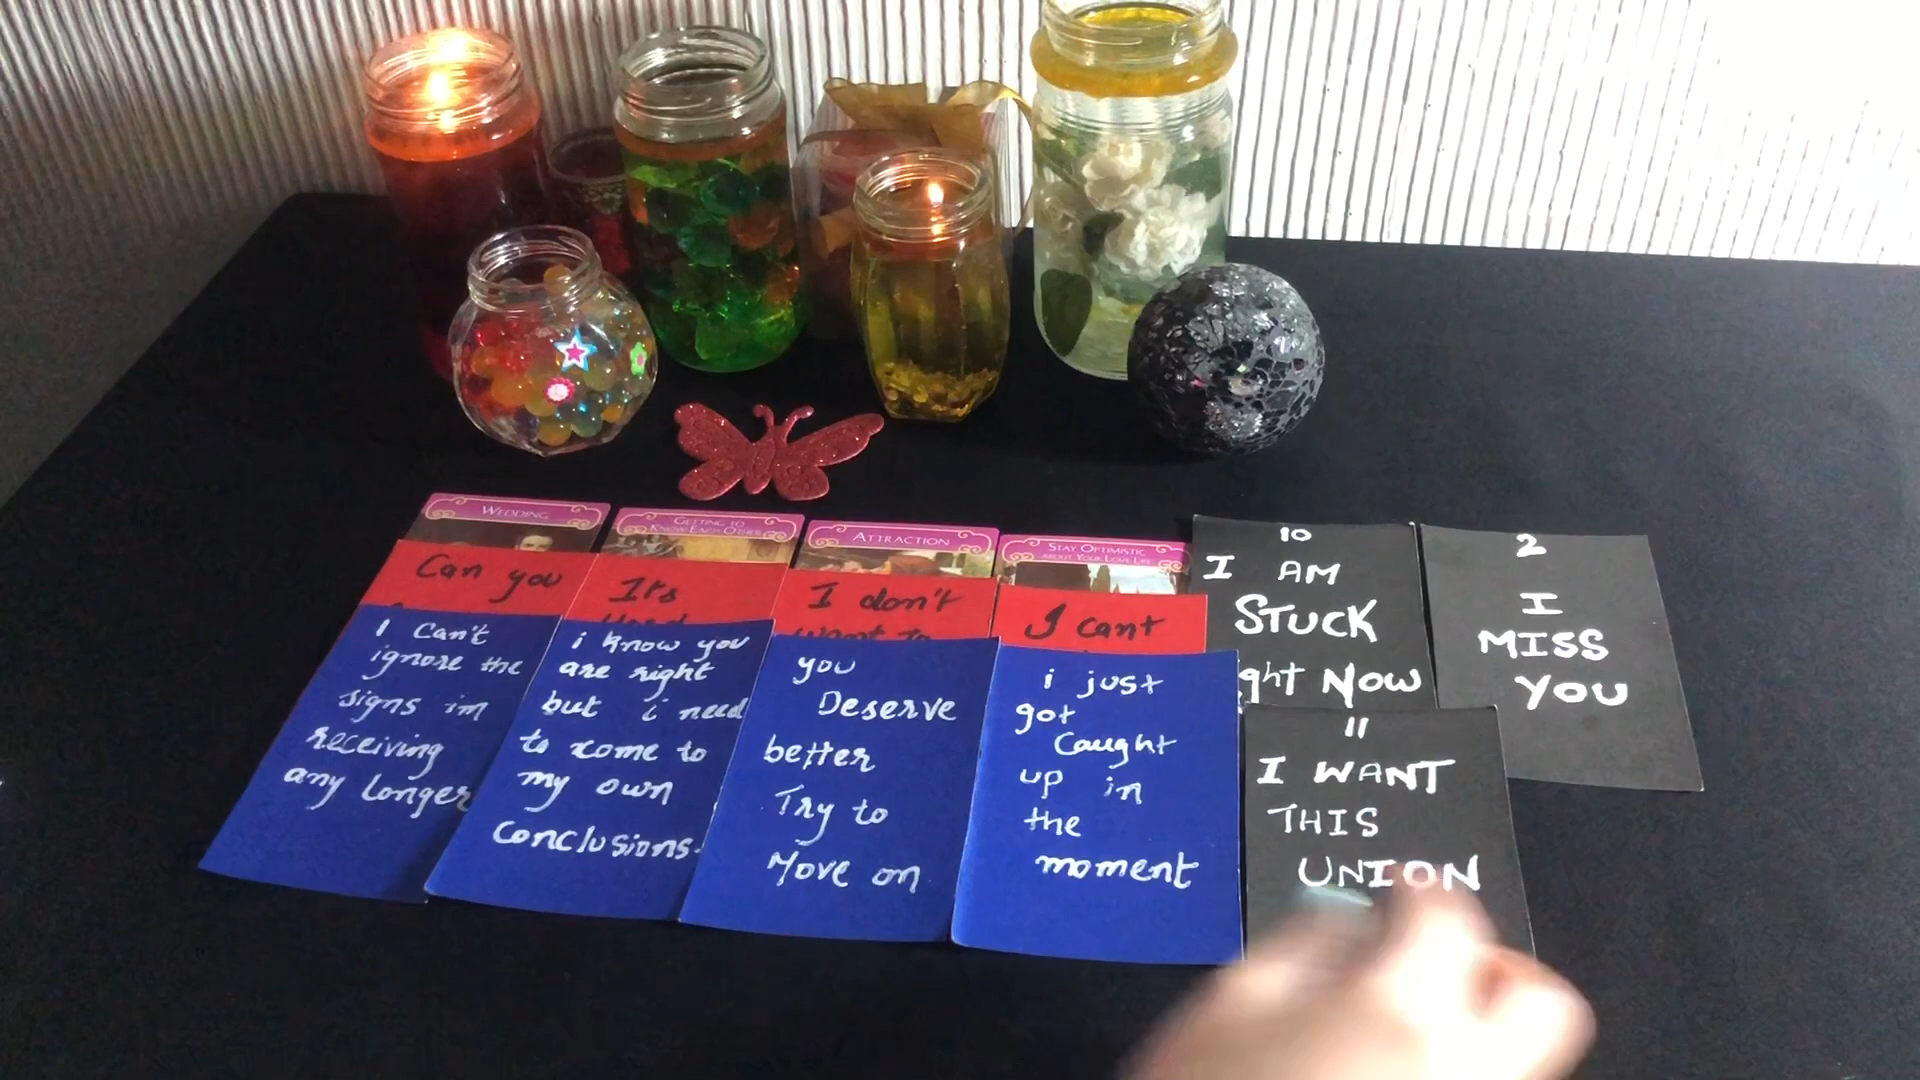 WEDDING
GETTING TO
KNOW EACH OTHER
ATTRACTION
STAY OPTIMISTIC
ABOUT YOUR LOVE LIFE
Can you
It's
I don't
want To
I cant
I Can't
ignore the
signs im
receiving
any longer
i know you
are right
but i need
to come to
my own
conclusions.
you
Deserve
better
Try to
Move on
i just
got
Caught
up in
the
moment
10
I AM
STUCK
ght NOW
2
I
MISS
YOU
11
I WANT
THIS
UNION